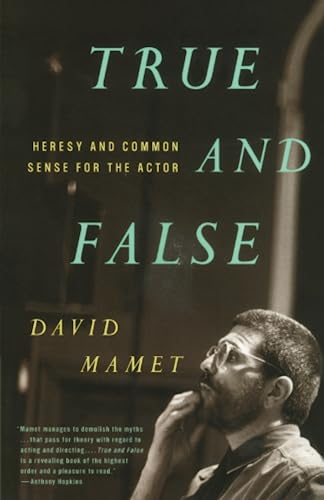 TRUE
HERESY AND COMMON
SENSE FOR THE ACTOR
AND
FALSE
DAVID
MAMET
"Mamet manages to demolish the myths
...that pass for theory with regard to
acting and directing.... True and False is
a revealing book of the highest
order and a pleasure to read."
—Anthony Hopkins